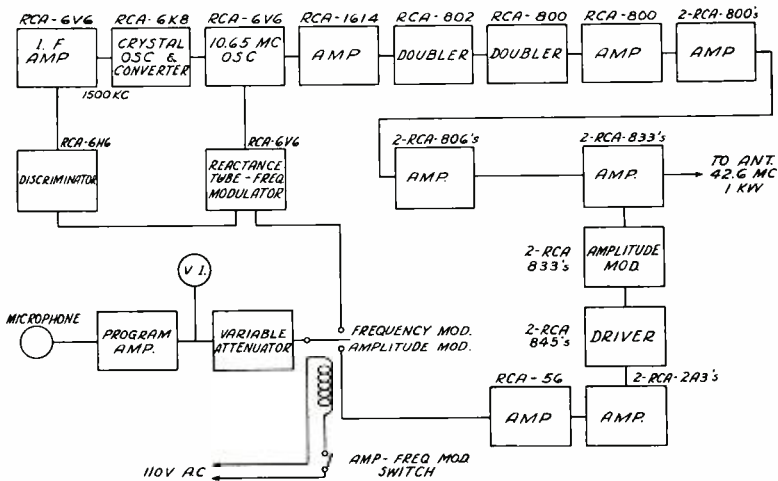 RCA-6V6
I. F
AMP
RCA-6K8
CRYSTAL
OSC &
CONVERTER
RCA-6V6
10.65 MC
OSC
RCA-1614
AMP
RCA-802
DOUBLER
RCA-800
DOUBLER
RCA-800
AMP
2-RCA-800's
AMP
1500 KC
RCA-6H6
DISCRIMINATOR
RCA-6V6
REACTANCE
TUBE-FREQ
MODULATOR
2-RCA-806's
AMP.
2-RCA-833's
AMP.
TO ANT.
42.6 MC
1 KW
2-RCA
833's
AMPLITUDE
MOD.
V I.
MICROPHONE
PROGRAM
AMP.
VARIABLE
ATTENUATOR
FREQUENCY MOD.
AMPLITUDE MOD.
2-RCA
845's
DRIVER
RCA-56
AMP
2-RCA-2A3's
AMP.
110V A.C
AMP-FREQ MOD.
SWITCH